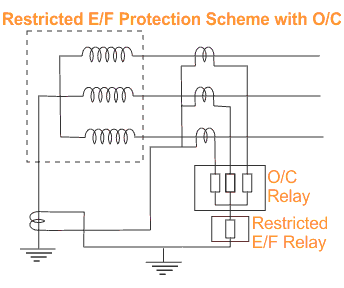 Restricted E/F Protection Scheme with O/C
O/C
Relay
Restricted
E/F Relay